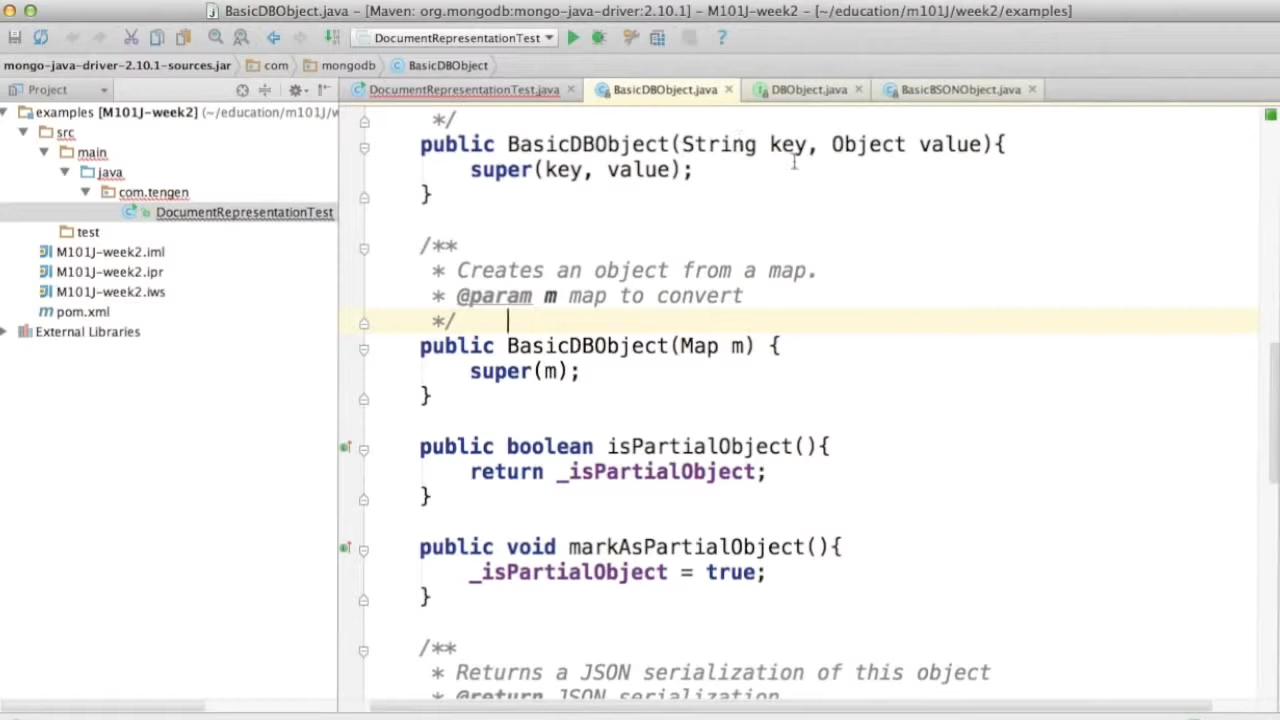 BasicDBObject.java – [Maven: org.mongodb:mongo-java-driver:2.10.1] – M101J-week2 – [~/education/m101J/week2/examples]
DocumentRepresentationTest
mongo-java-driver-2.10.1-sources.jar com mongodb BasicDBObject
Project
DocumentRepresentationTest.java BasicDBObject.java DBObject.java BasicBSONObject.java
examples [M101J-week2] (~/education/m101J/w
src
main
java
com.tengen
DocumentRepresentationTest
test
M101J-week2.iml
M101J-week2.ipr
M101J-week2.iws
pom.xml
External Libraries
*/
public BasicDBObject(String key, Object value){
super(key, value);
}
/**
* Creates an object from a map.
* @param m map to convert
*/
public BasicDBObject(Map m) {
super(m);
}
public boolean isPartialObject(){
return _isPartialObject;
}
public void markAsPartialObject(){
_isPartialObject = true;
}
/**
* Returns a JSON serialization of this object
* @return JSON serialization